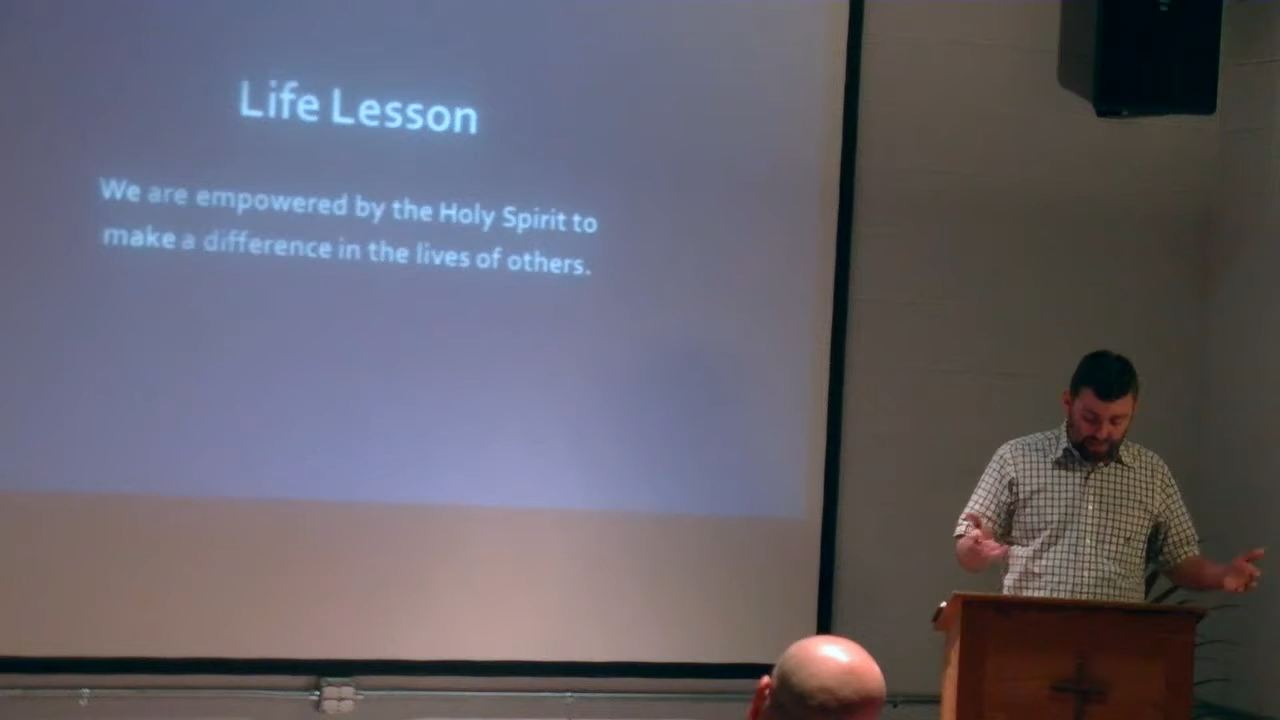 Life Lesson
We are empowered by the Holy Spirit to
make a difference in the lives of others.